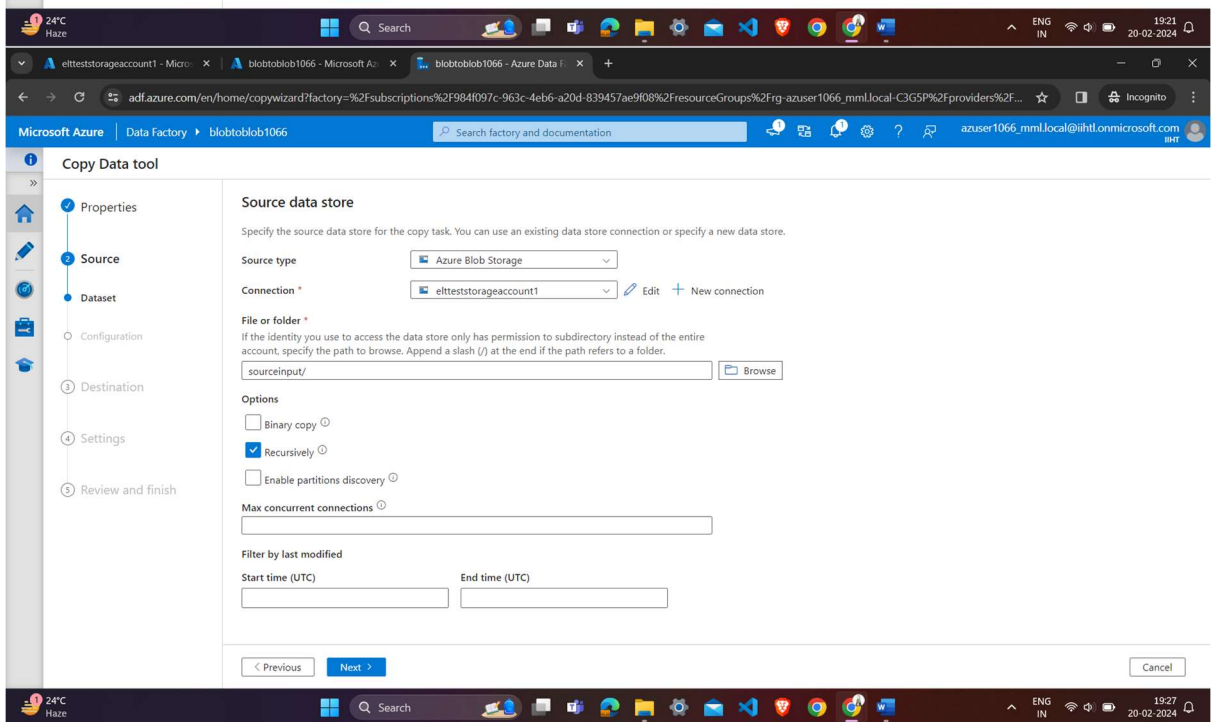 24°C
Haze
Search
ENG
IN
19:21
20-02-2024
elteststorageaccount1 - Micro
blobtoblob1066 - Microsoft Az
blobtoblob1066 - Azure Data F
adf.azure.com/en/home/copywizard?factory=%2Fsubscriptions%2F984f097c-963c-4eb6-a20d-839457ae9f08%2FresourceGroups%2Frg-azuser1066_mml.local-C3G5P%2Fproviders%2F...
Incognito
Microsoft Azure
Data Factory
blobtoblob1066
Search factory and documentation
1
1
azuser1066_mml.local@iihtl.onmicrosoft.com
IIHT
Copy Data tool
Properties
2 Source
Dataset
Configuration
3 Destination
4 Settings
5 Review and finish
Source data store
Specify the source data store for the copy task. You can use an existing data store connection or specify a new data store.
Source type
Azure Blob Storage
Connection *
eltteststorageaccount1
Edit
New connection
File or folder *
If the identity you use to access the data store only has permission to subdirectory instead of the entire
account, specify the path to browse. Append a slash (/) at the end if the path refers to a folder.
sourceinput/
Browse
Options
Binary copy
Recursively
Enable partitions discovery
Max concurrent connections
Filter by last modified
Start time (UTC) End time (UTC)
< Previous
Next >
Cancel
1
24°C
Haze
Search
ENG
IN
19:27
20-02-2024